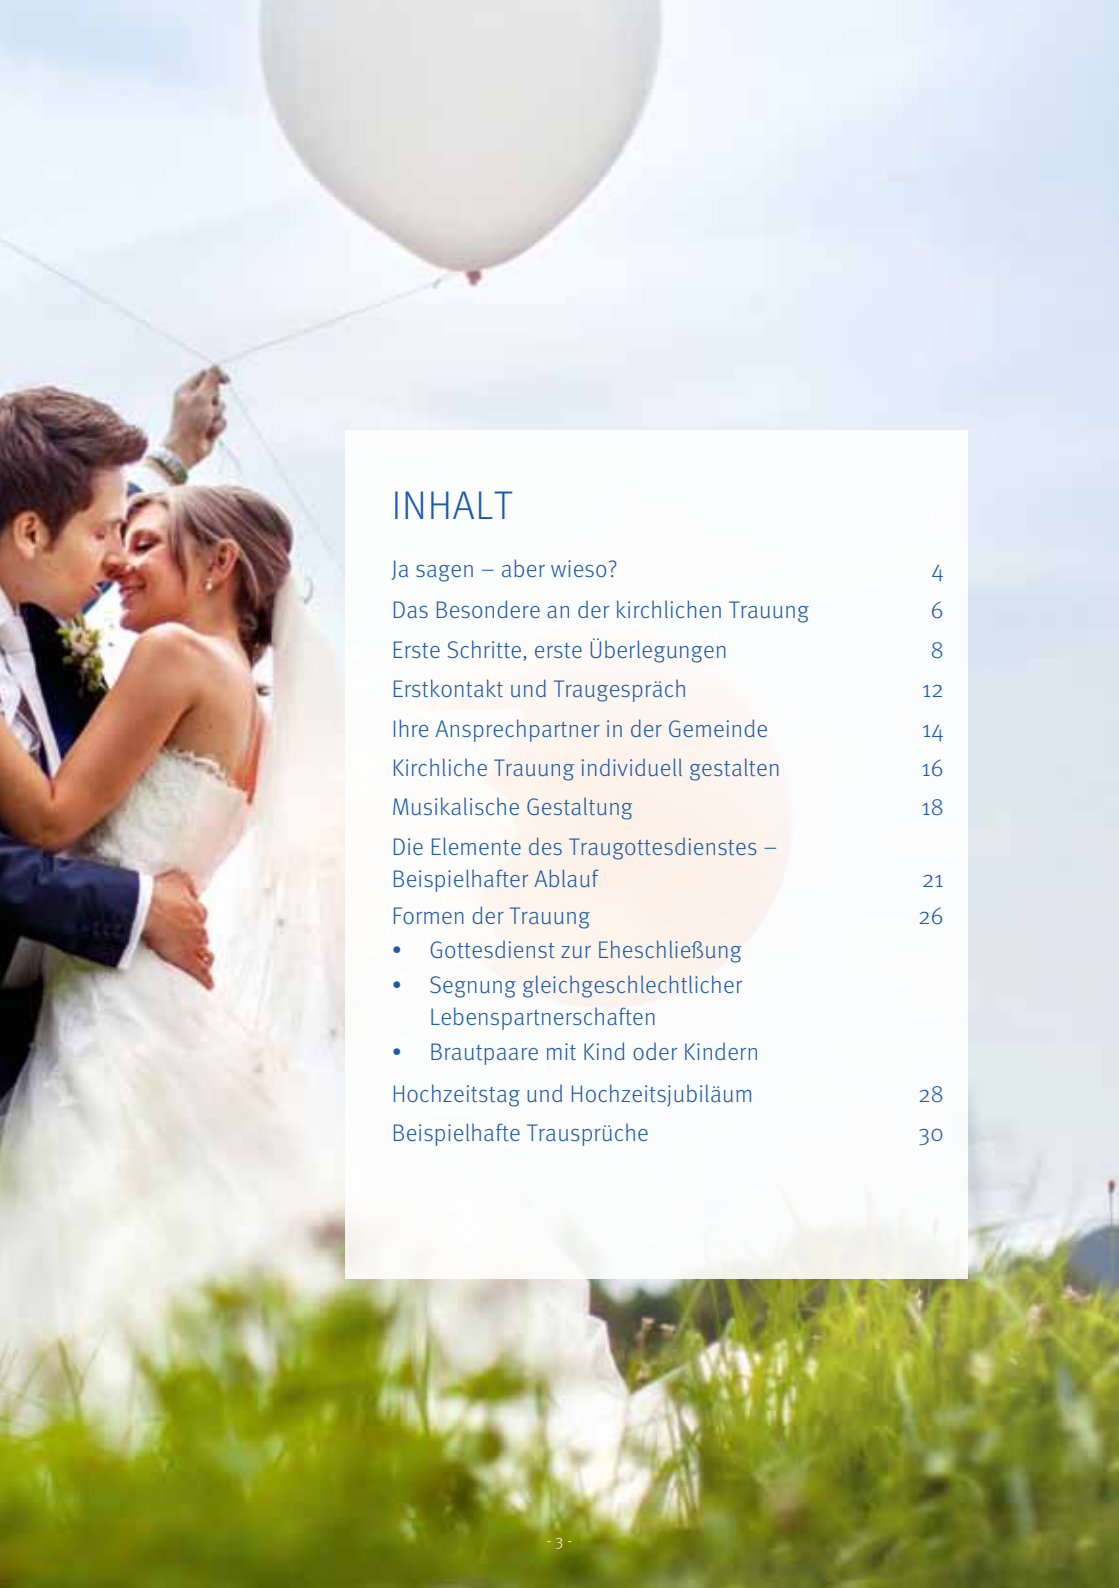 INHALT
Ja sagen – aber wieso? 4
Das Besondere an der kirchlichen Trauung 6
Erste Schritte, erste Überlegungen 8
Erstkontakt und Traugespräch 12
Ihre Ansprechpartner in der Gemeinde 14
Kirchliche Trauung individuell gestalten 16
Musikalische Gestaltung 18
Die Elemente des Traugottesdienstes –
Beispielhafter Ablauf 21
Formen der Trauung 26
• Gottesdienst zur Eheschließung
• Segnung gleichgeschlechtlicher
Lebenspartnerschaften
• Brautpaare mit Kind oder Kindern
Hochzeitstag und Hochzeitsjubiläum 28
Beispielhafte Trausprüche 30
- 3 -